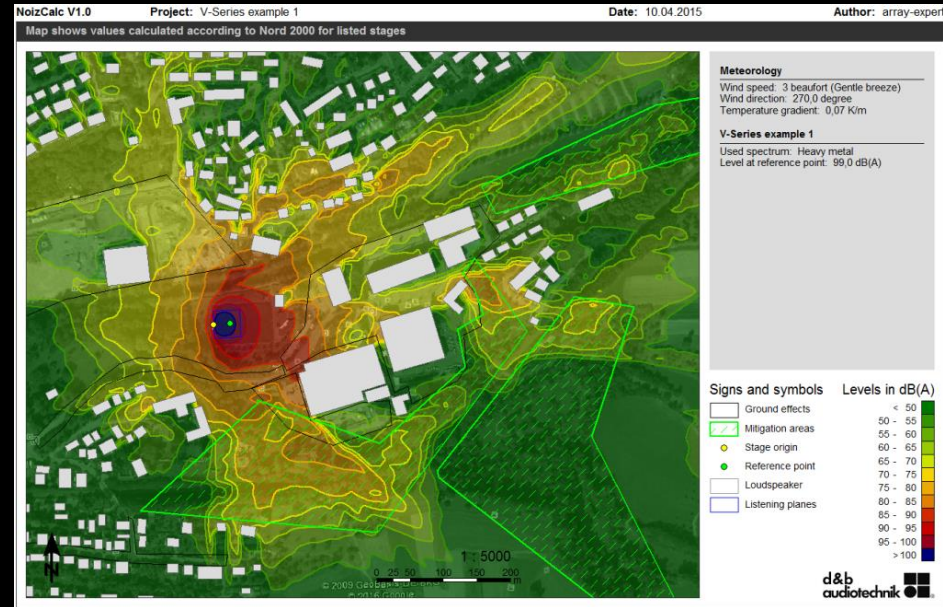 NoizCalc V1.0 Project: V-Series example 1 Date: 10.04.2015 Author: array-expert
Map shows values calculated according to Nord 2000 for listed stages
Meteorology
Wind speed: 3 beaufort (Gentle breeze)
Wind direction: 270,0 degree
Temperature gradient: 0,07 K/m
V-Series example 1
Used spectrum: Heavy metal
Level at reference point: 99,0 dB(A)
Signs and symbols
Ground effects
Mitigation areas
Stage origin
Reference point
Loudspeaker
Listening planes
Levels in dB(A)
< 50
50 - 55
55 - 60
60 - 65
65 - 70
70 - 75
75 - 80
80 - 85
85 - 90
90 - 95
95 - 100
>100
N
1 : 5000
0 25 50 100 150 200
m
© 2009
© 2016 Google
d&b
audiotechnik